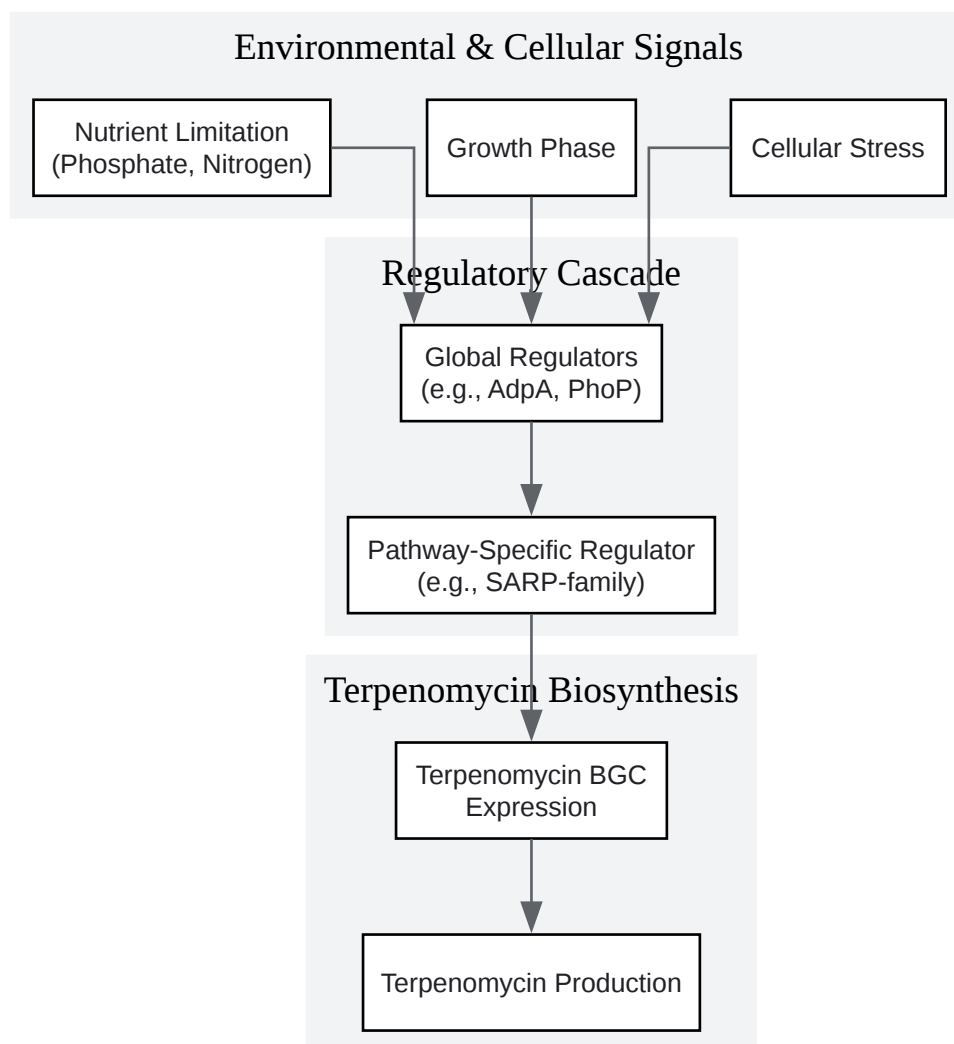 Environmental & Cellular Signals
Nutrient Limitation
(Phosphate, Nitrogen)
Growth Phase
Cellular Stress
Regulatory Cascade
Global Regulators
(e.g., AdpA, PhoP)
Pathway-Specific Regulator
(e.g., SARP-family)
Terpenomycin Biosynthesis
Terpenomycin BGC
Expression
Terpenomycin Production